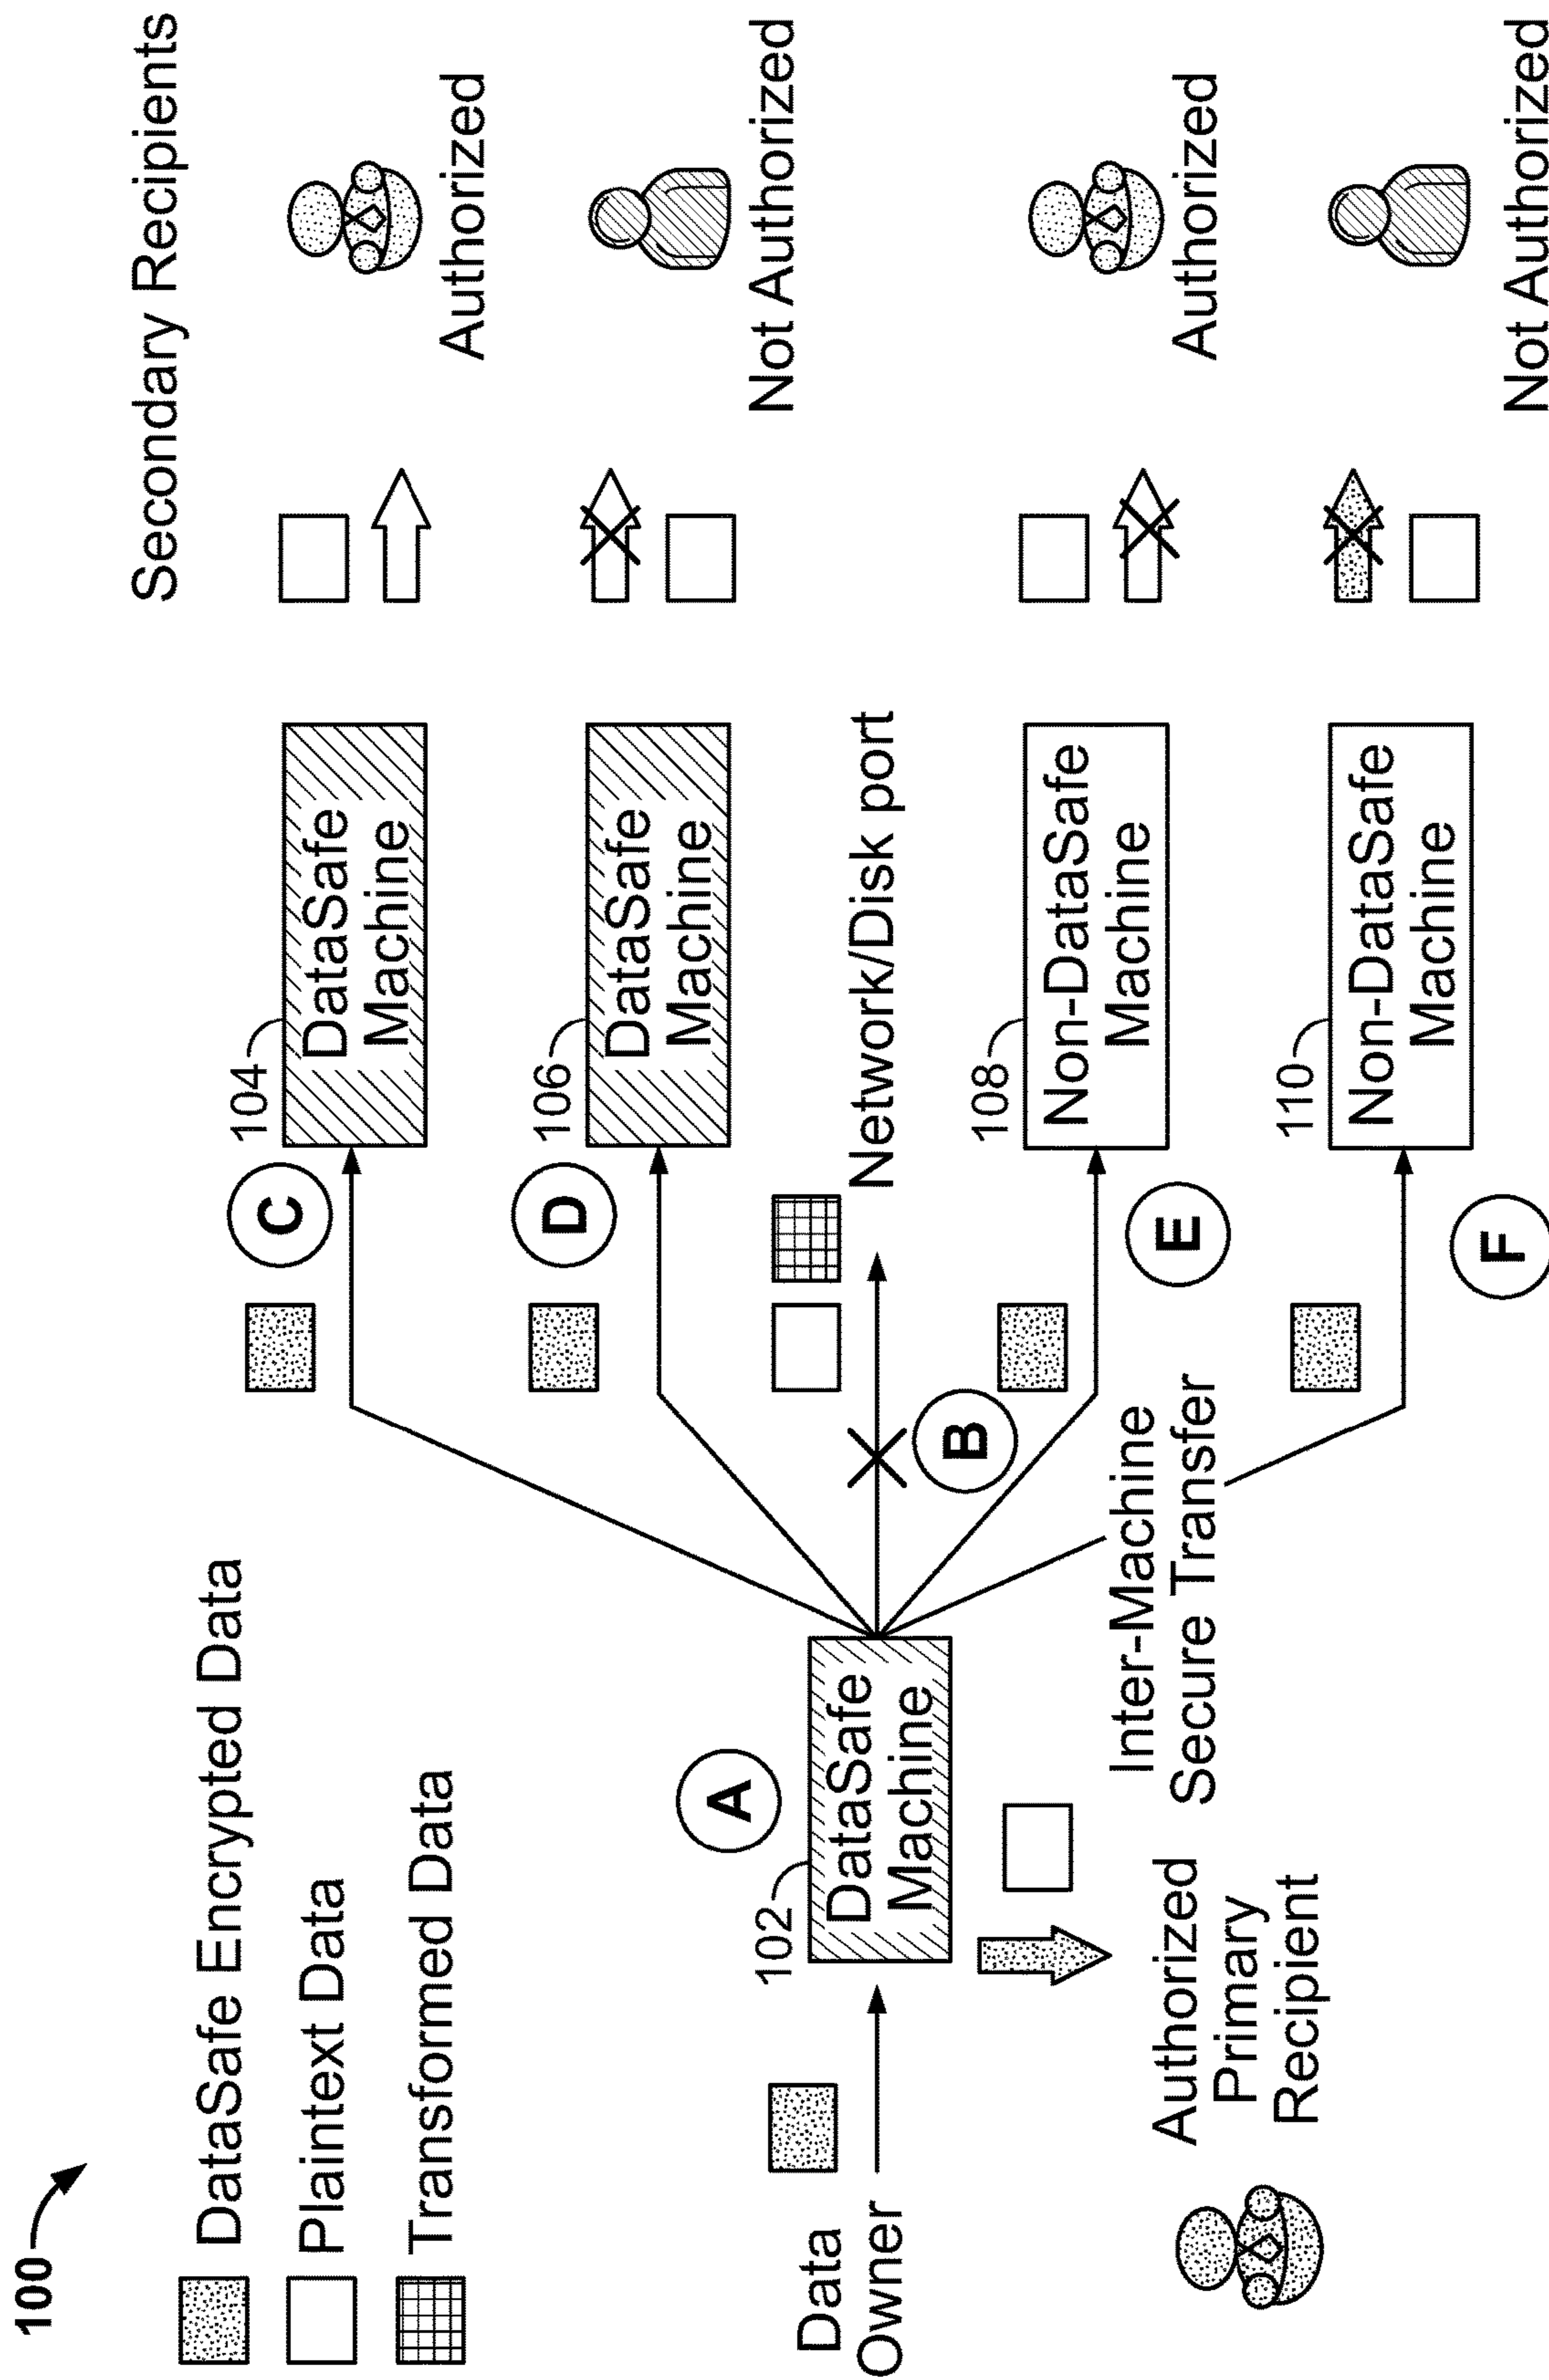 100
DataSafe Encrypted Data
Plaintext Data
Transformed Data
Secondary Recipients
Data
Owner
A
102
DataSafe
Machine
Authorized
Primary
Recipient
Inter-Machine
Secure Transfer
C
104
DataSafe
Machine
Authorized
D
106
DataSafe
Machine
Not Authorized
B
Network/Disk port
E
108
Non-DataSafe
Machine
Authorized
F
110
Non-DataSafe
Machine
Not Authorized